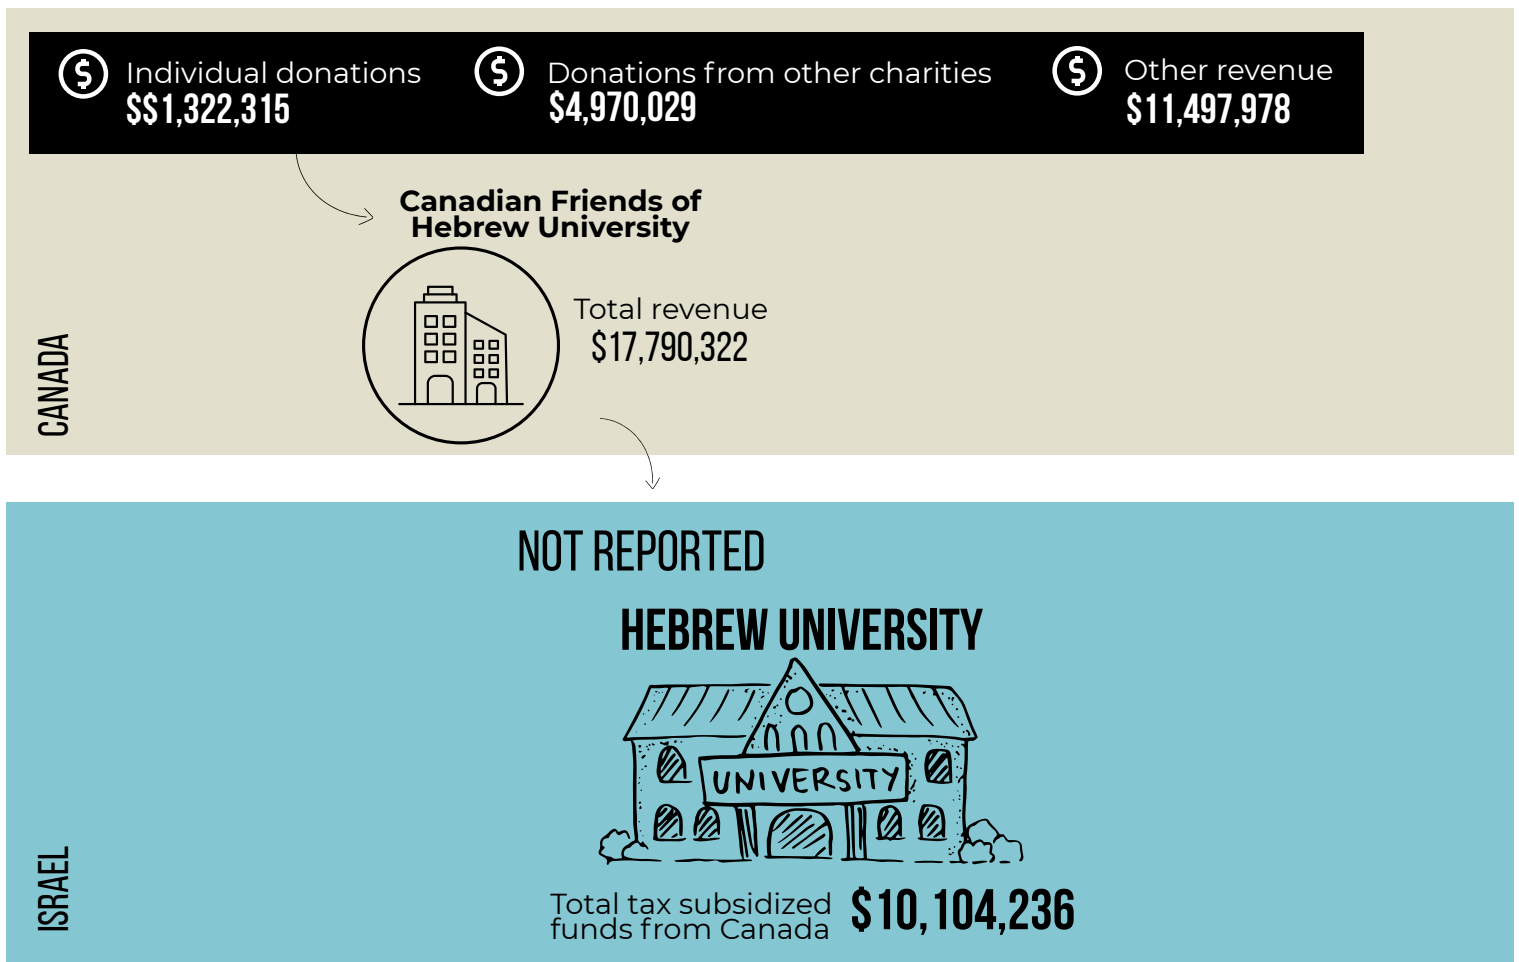 Individual donations
$$1,322,315
Donations from other charities
$4,970,029
Other revenue
$11,497,978
Canadian Friends of
Hebrew University
Total revenue
$17,790,322
CANADA
NOT REPORTED
HEBREW UNIVERSITY
UNIVERSITY
Total tax subsidized
funds from Canada
$10,104,236
ISRAEL